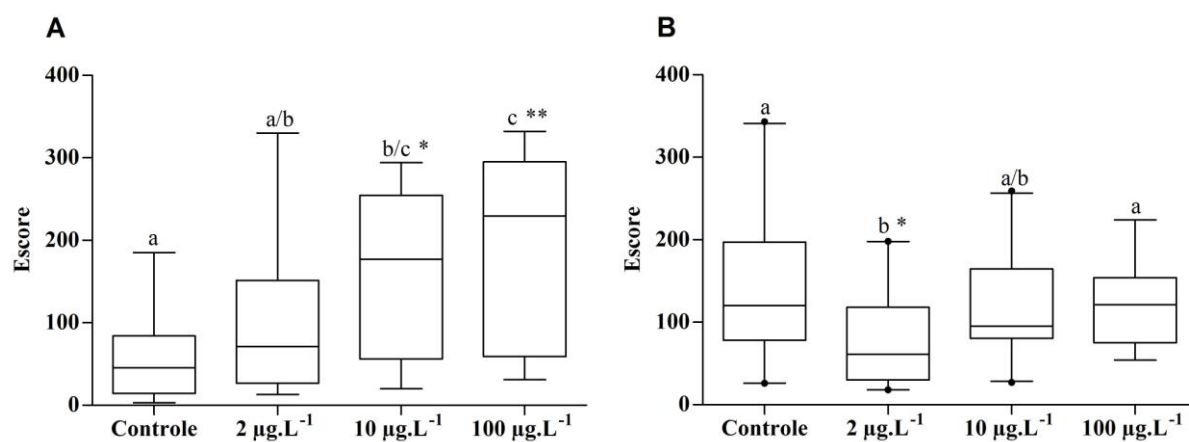 A
Escore
400
300
200
100
0
a
a/b
b/c *
c **
Controle
2 µg.L⁻¹
10 µg.L⁻¹
100 µg.L⁻¹
B
Escore
400
300
200
100
0
a
b *
a/b
a
Controle
2 µg.L⁻¹
10 µg.L⁻¹
100 µg.L⁻¹